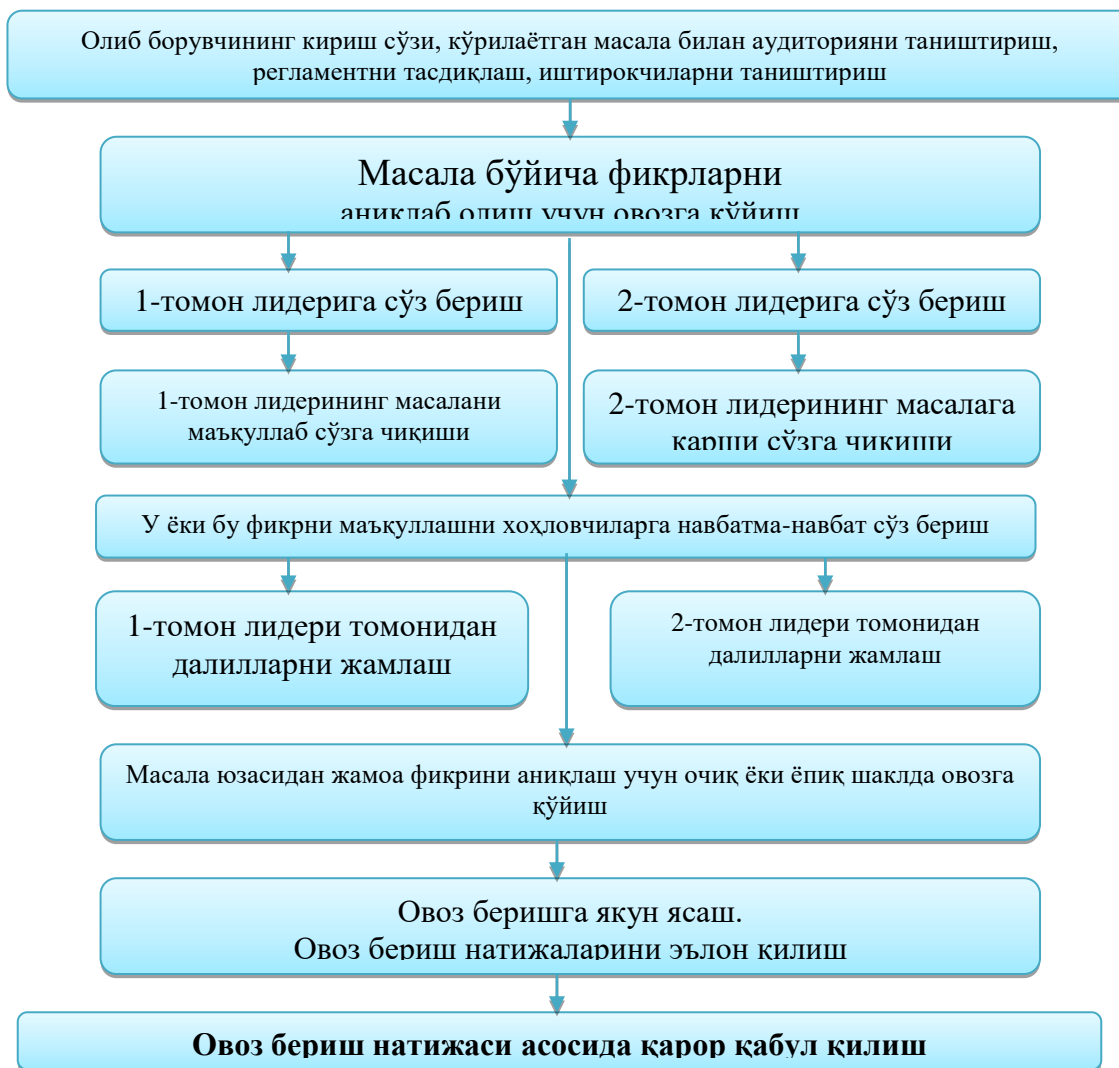 Олиб борувчининг кириш сўзи, кўрилаётган масала билан аудиторияни таништириш,
регламентни тасдиқлаш, иштирокчиларни таништириш
Масала бўйича фикрларни
аниқлаб олиш учун овозга қўйиш
1-томон лидерига сўз бериш
2-томон лидерига сўз бериш
1-томон лидерининг масалани
маъқуллаб сўзга чиқиши
2-томон лидерининг масалага
қарши сўзга чиқиши
У ёки бу фикрни маъқуллашни хоҳловчиларга навбатма-навбат сўз бериш
1-томон лидери томонидан
далилларни жамлаш
2-томон лидери томонидан
далилларни жамлаш
Масала юзасидан жамоа фикрини аниқлаш учун очиқ ёки ёпиқ шаклда овозга
қўйиш
Овоз беришга якун ясаш.
Овоз бериш натижаларини эълон қилиш
Овоз бериш натижаси асосида қарор қабул қилиш